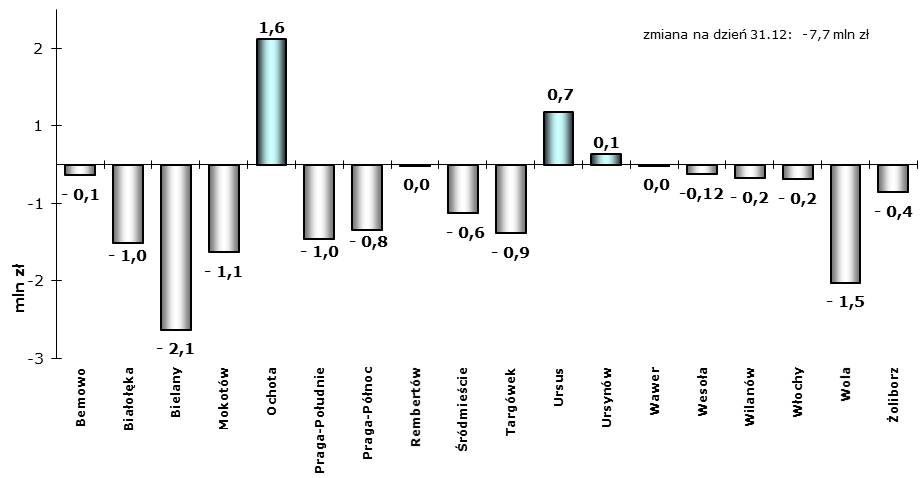 zmiana na dzień 31.12: -7,7 mln zł
mln zł
2
1
-1
-2
-3
- 0,1
- 1,0
- 2,1
- 1,1
1,6
- 1,0
- 0,8
0,0
- 0,6
- 0,9
0,7
0,1
0,0
-0,12
- 0,2
- 0,2
- 1,5
- 0,4
Bemowo
Białołęka
Bielany
Mokotów
Ochota
Praga-Południe
Praga-Północ
Rembertów
Śródmieście
Targówek
Ursus
Ursynów
Wawer
Wesoła
Wilanów
Włochy
Wola
Żoliborz